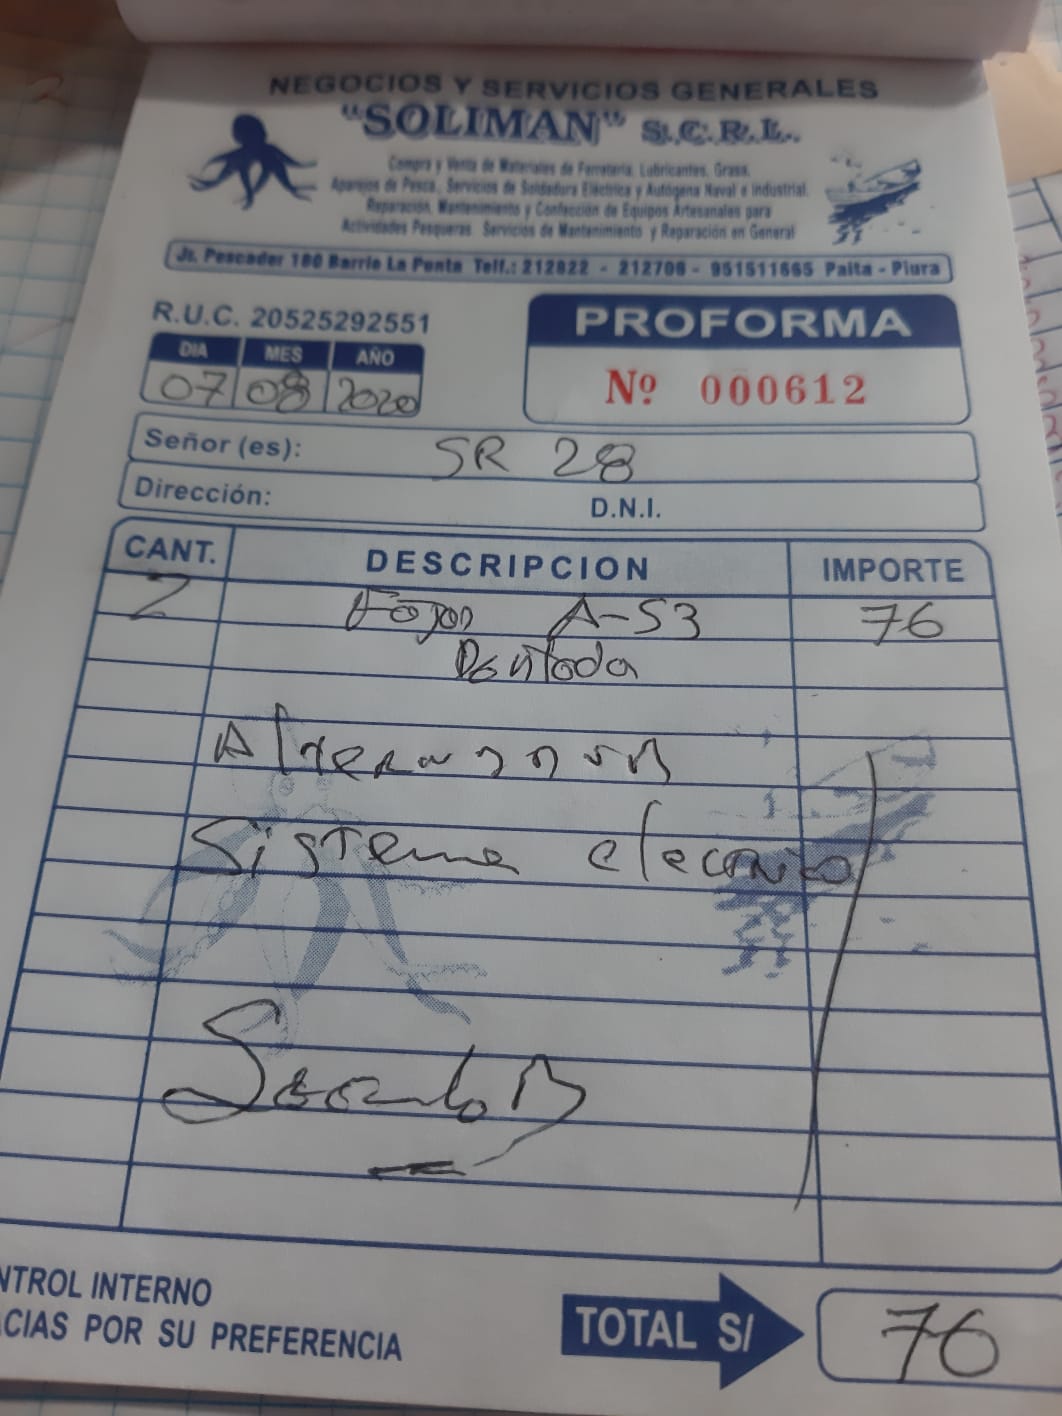 NEGOCIOS Y SERVICIOS GENERALES
"SOLIMAN" S.C.R.L.
Compra y Venta de Materiales de Ferretería, Lubricantes, Grasa,
Aparejos de Pesca, Servicios de Soldadura Eléctrica y Autógena Naval e Industrial.
Reparación, Mantenimiento y Confección de Equipos Artesanales para
Actividades Pesqueras. Servicios de Mantenimiento y Reparación en General
Jr. Pescador 180 Barrio La Punta Telf.: 212822 - 212706 - 951511665 Paita - Piura
R.U.C. 20525292551
PROFORMA
DIA MES AÑO
07 08 2020
Nº 000612
Señor (es): SR 28
Dirección: D.N.I.
CANT. DESCRIPCION IMPORTE
2 A-53 76
Sisteme
NTROL INTERNO
CIAS POR SU PREFERENCIA
TOTAL S/ 76